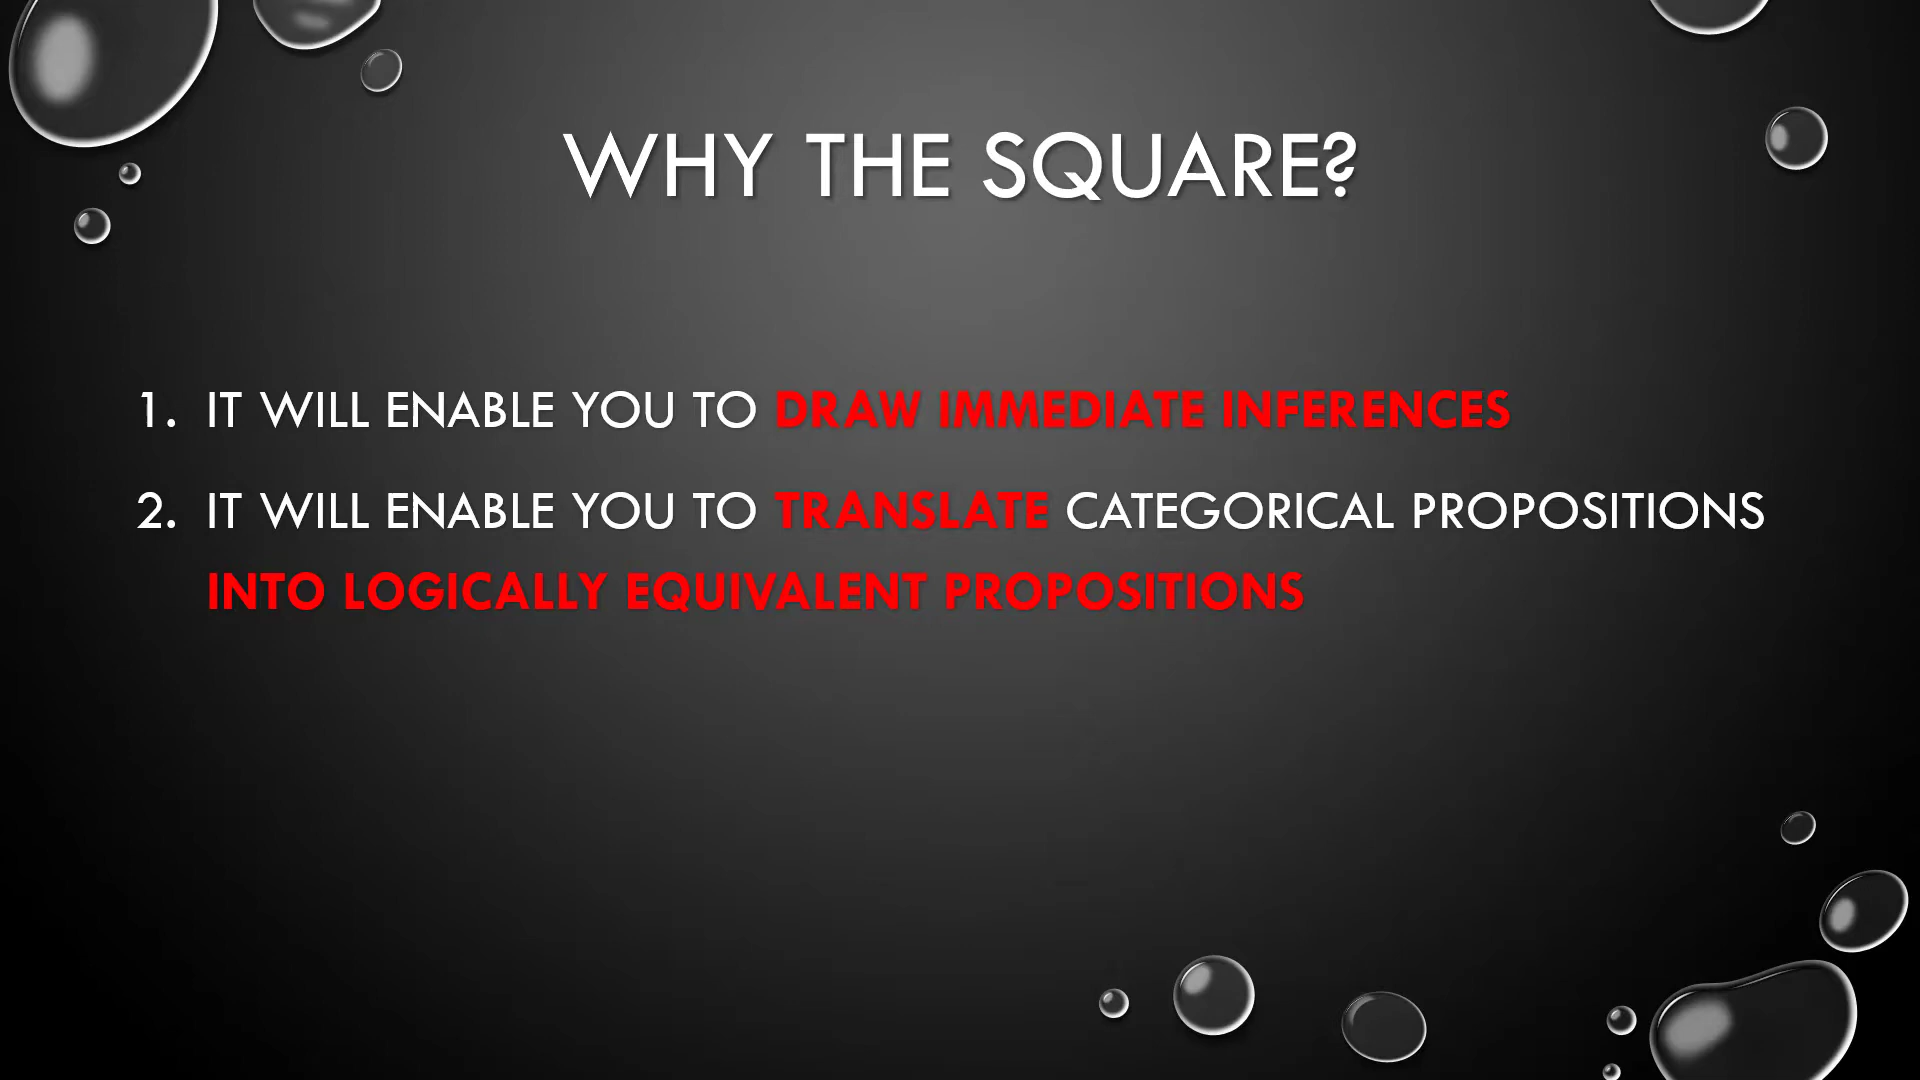 WHY THE SQUARE?
1. IT WILL ENABLE YOU TO DRAW IMMEDIATE INFERENCES
2. IT WILL ENABLE YOU TO TRANSLATE CATEGORICAL PROPOSITIONS
INTO LOGICALLY EQUIVALENT PROPOSITIONS